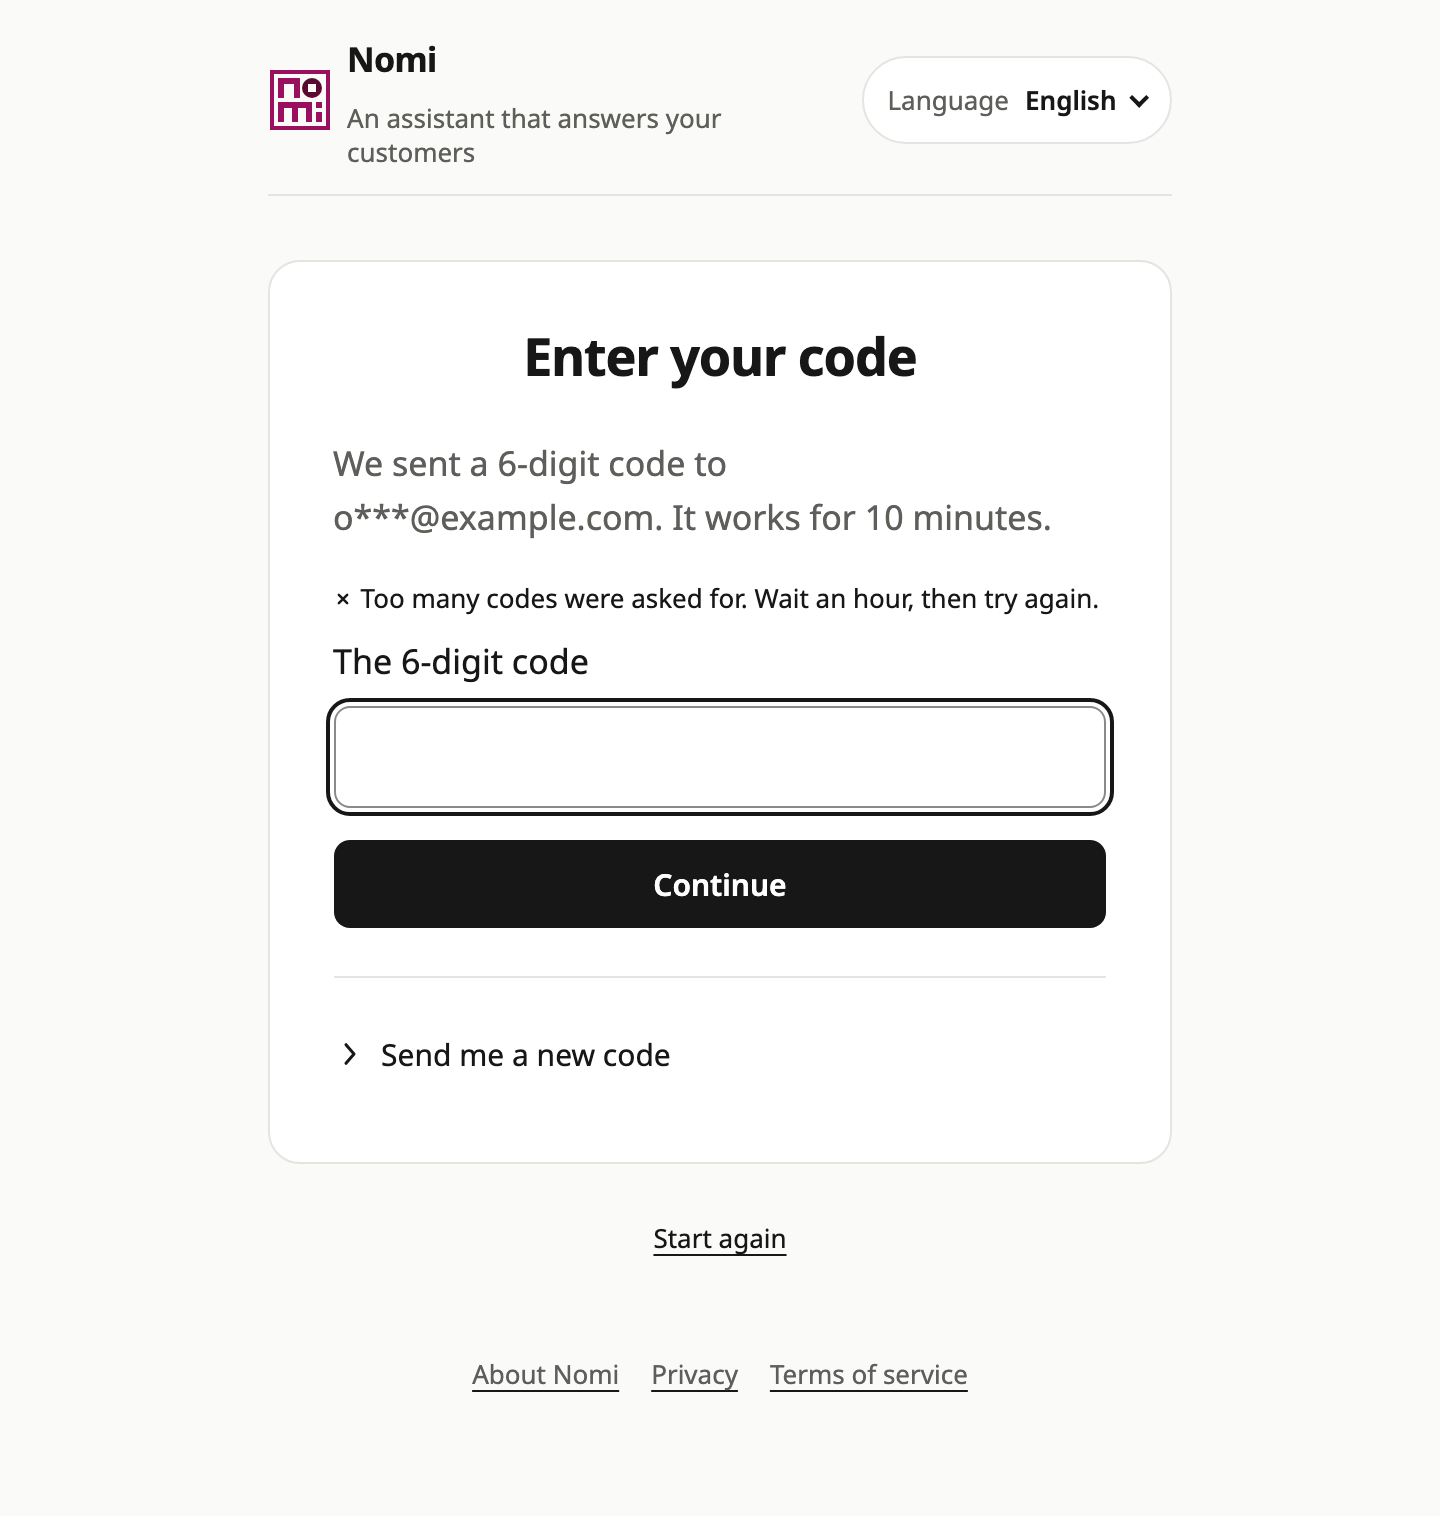 nomi
Nomi
An assistant that answers your
customers
Language English
Enter your code
We sent a 6-digit code to
o***@example.com. It works for 10 minutes.
× Too many codes were asked for. Wait an hour, then try again.
The 6-digit code
Continue
Send me a new code
Start again
About Nomi Privacy Terms of service